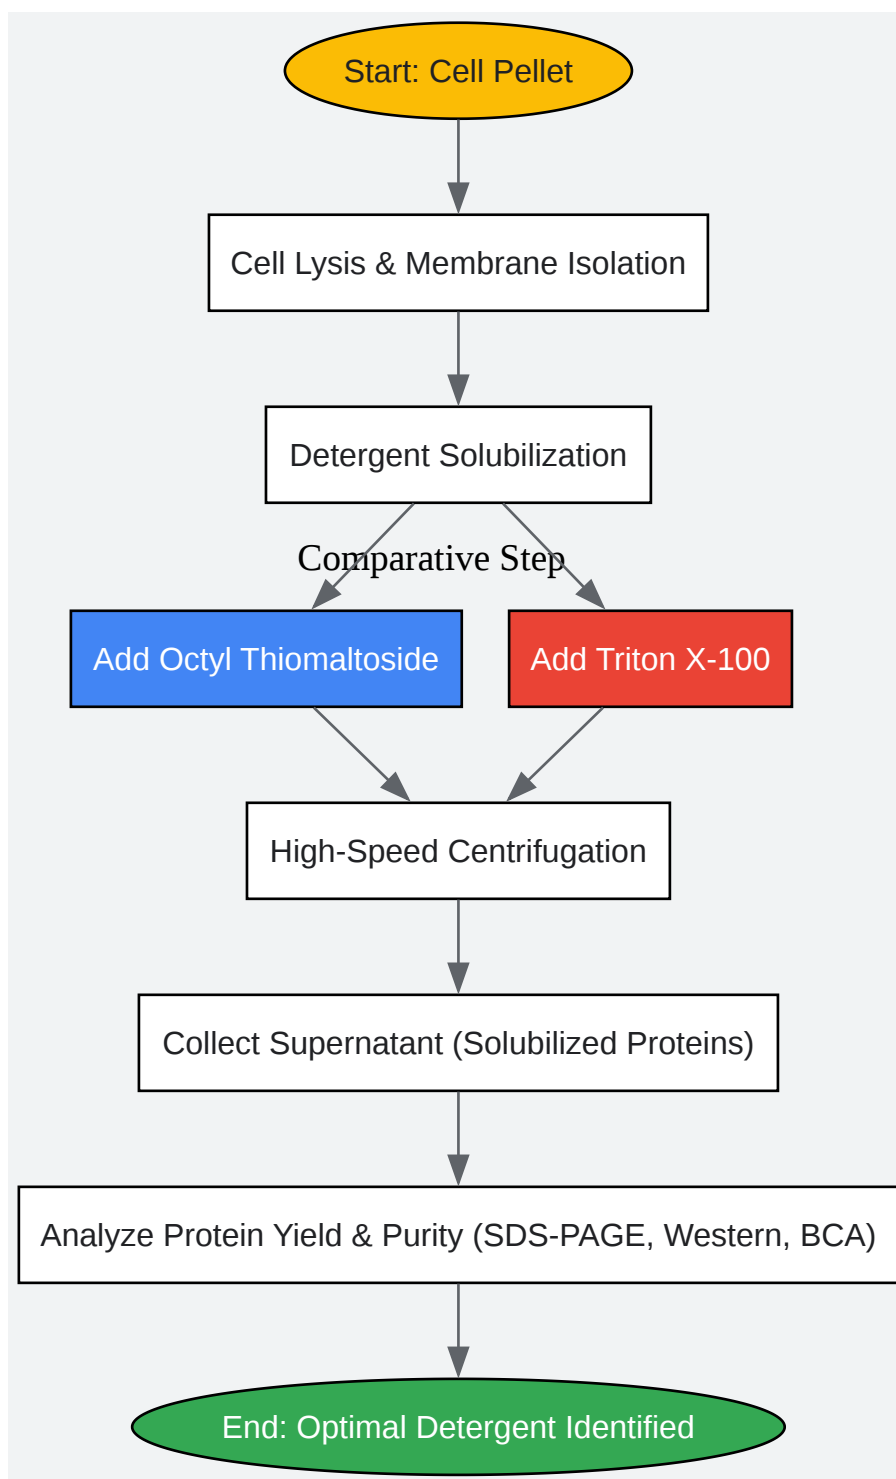 Start: Cell Pellet
Cell Lysis & Membrane Isolation
Detergent Solubilization
Comparative Step
Add Octyl Thiomaltoside
Add Triton X-100
High-Speed Centrifugation
Collect Supernatant (Solubilized Proteins)
Analyze Protein Yield & Purity (SDS-PAGE, Western, BCA)
End: Optimal Detergent Identified